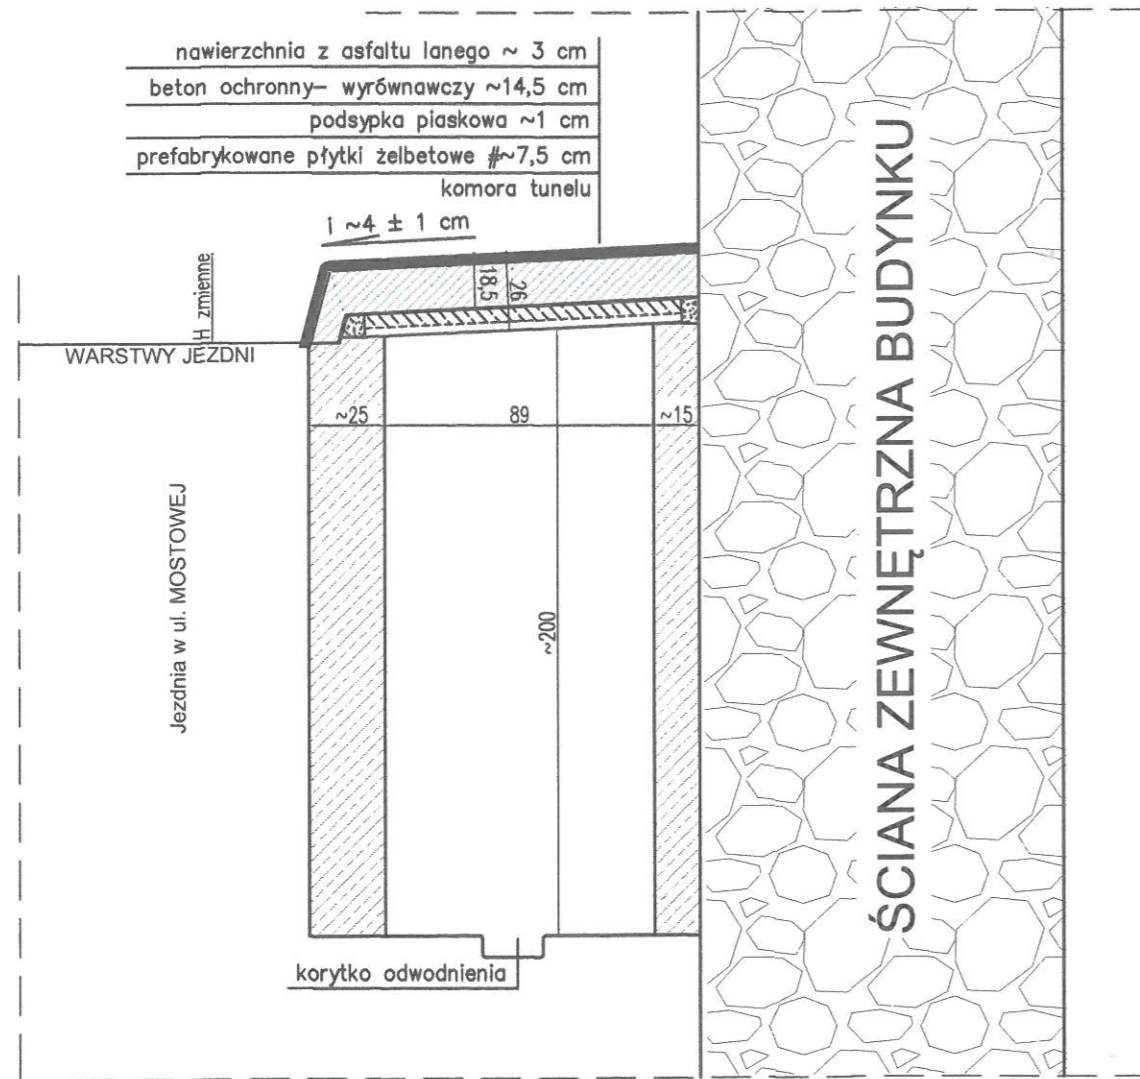 nawierzchnia z asfaltu lanego ~ 3 cm
beton ochronny– wyrównawczy ~14,5 cm
podsypka piaskowa ~1 cm
prefabrykowane płytki żelbetowe #~7,5 cm
komora tunelu
i ~4 ± 1 cm
H zmienne
18,5
26
WARSTWY JEZDNI
~25
89
~15
Jezdnia w ul. MOSTOWEJ
~200
korytko odwodnienia
ŚCIANA ZEWNĘTRZNA BUDYNKU